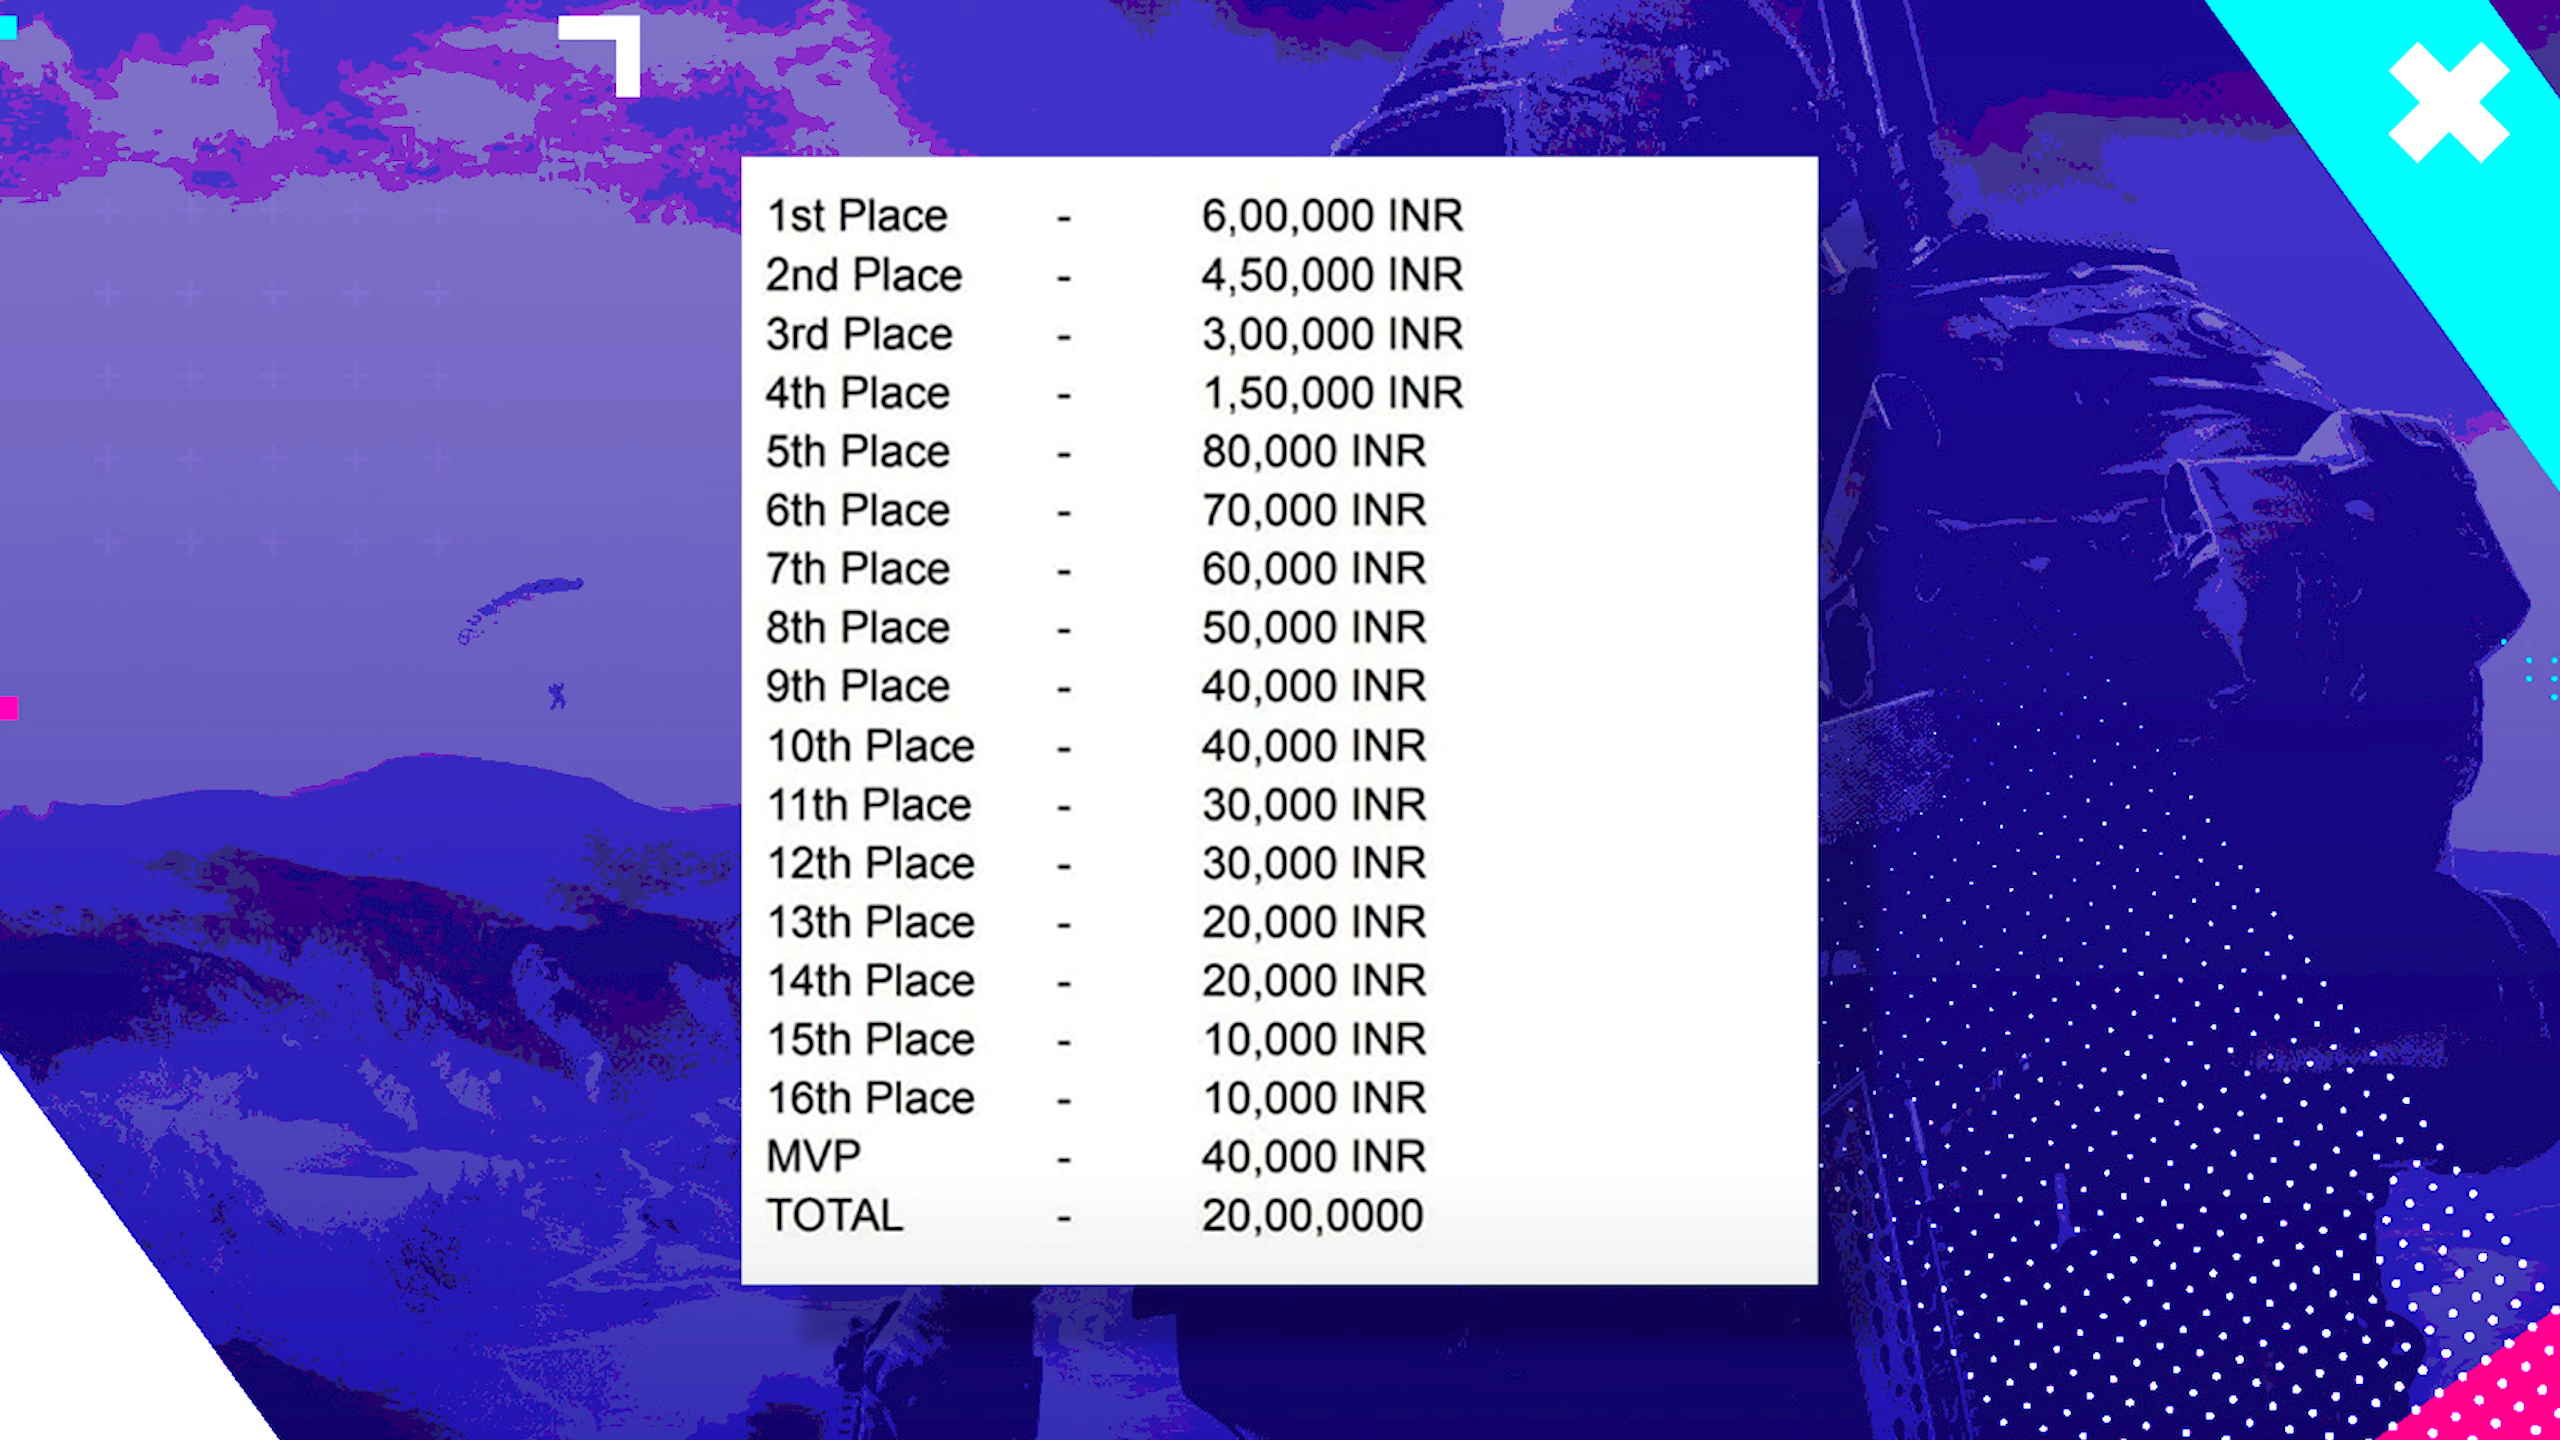 1st Place - 6,00,000 INR
2nd Place - 4,50,000 INR
3rd Place - 3,00,000 INR
4th Place - 1,50,000 INR
5th Place - 80,000 INR
6th Place - 70,000 INR
7th Place - 60,000 INR
8th Place - 50,000 INR
9th Place - 40,000 INR
10th Place - 40,000 INR
11th Place - 30,000 INR
12th Place - 30,000 INR
13th Place - 20,000 INR
14th Place - 20,000 INR
15th Place - 10,000 INR
16th Place - 10,000 INR
MVP - 40,000 INR
TOTAL - 20,00,0000